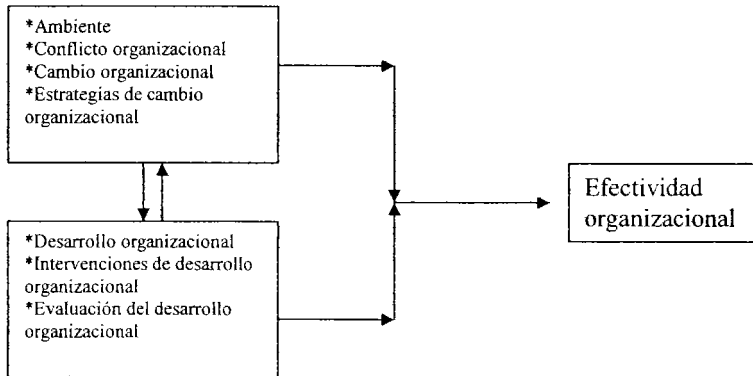 *Ambiente
*Conflicto organizacional
*Cambio organizacional
*Estrategias de cambio
organizacional
*Desarrollo organizacional
*Intervenciones de desarrollo
organizacional
*Evaluación del desarrollo
organizacional
Efectividad
organizacional